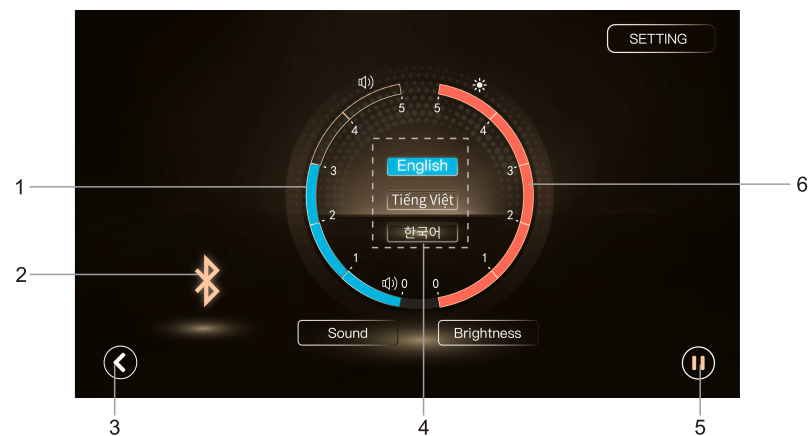 SETTING
5 5
4 4
3 3
English
1 6
Tiếng Việt
2 2
한국어
1 1
2
0 0
Sound Brightness
3 4 5